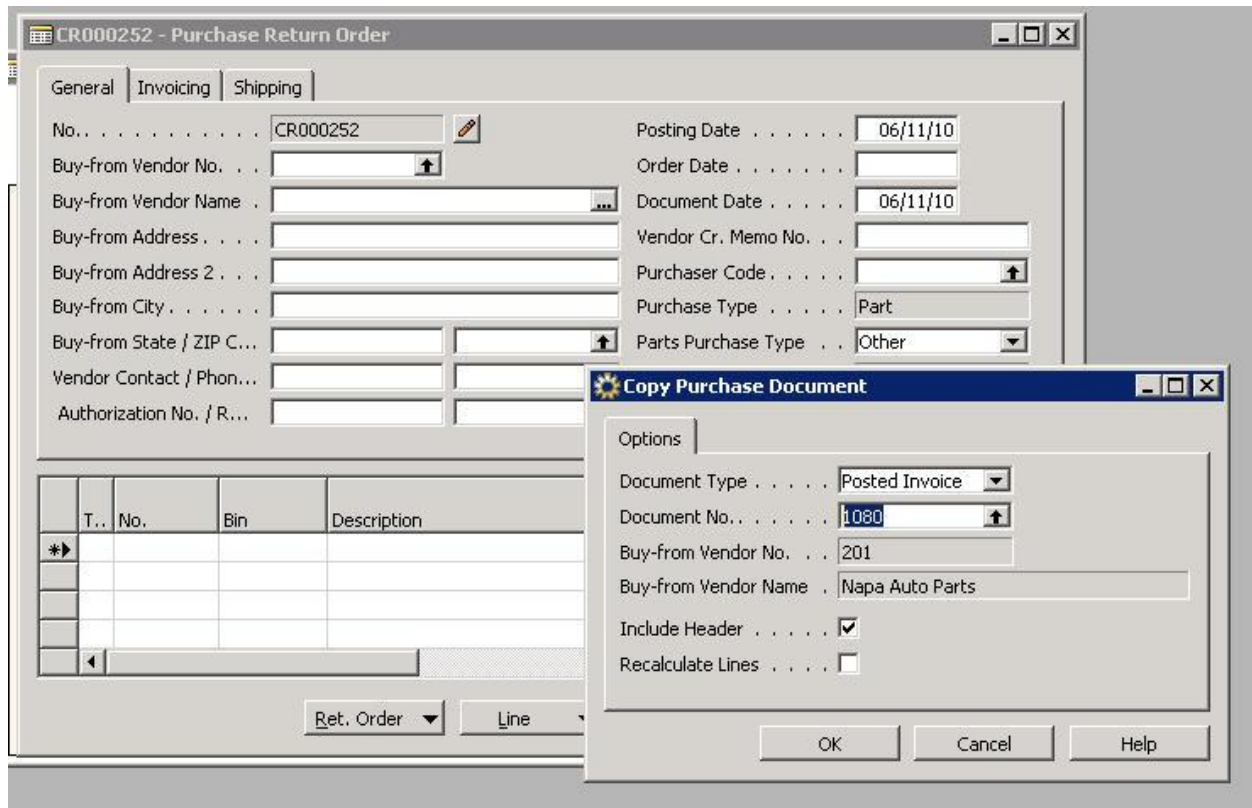 CR000252 - Purchase Return Order
General Invoicing Shipping
No.. . . . . . . . . . . . CR000252
Posting Date . . . . . . 06/11/10
Buy-from Vendor No. . . .
Order Date . . . . . . .
Buy-from Vendor Name . ...
Document Date . . . . . 06/11/10
Buy-from Address . . . .
Vendor Cr. Memo No. . .
Buy-from Address 2 . . .
Purchaser Code . . . . .
Buy-from City . . . . . .
Purchase Type . . . . . Part
Buy-from State / ZIP C...
Parts Purchase Type . . Other
Vendor Contact / Phon...
Authorization No. / R...
T.. No. Bin Description
Ret. Order Line
Copy Purchase Document
Options
Document Type . . . . . Posted Invoice
Document No.. . . . . . 1080
Buy-from Vendor No. . . 201
Buy-from Vendor Name . Napa Auto Parts
Include Header . . . . .
Recalculate Lines . . . .
OK Cancel Help